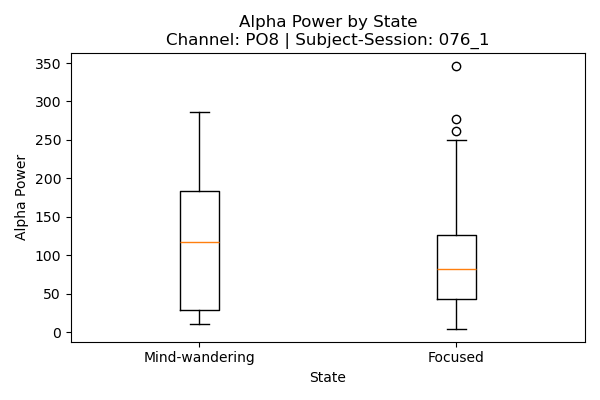 Alpha Power by State
Channel: PO8 | Subject-Session: 076_1
350
300
250
200
150
100
50
0
Alpha Power
Mind-wandering
Focused
State